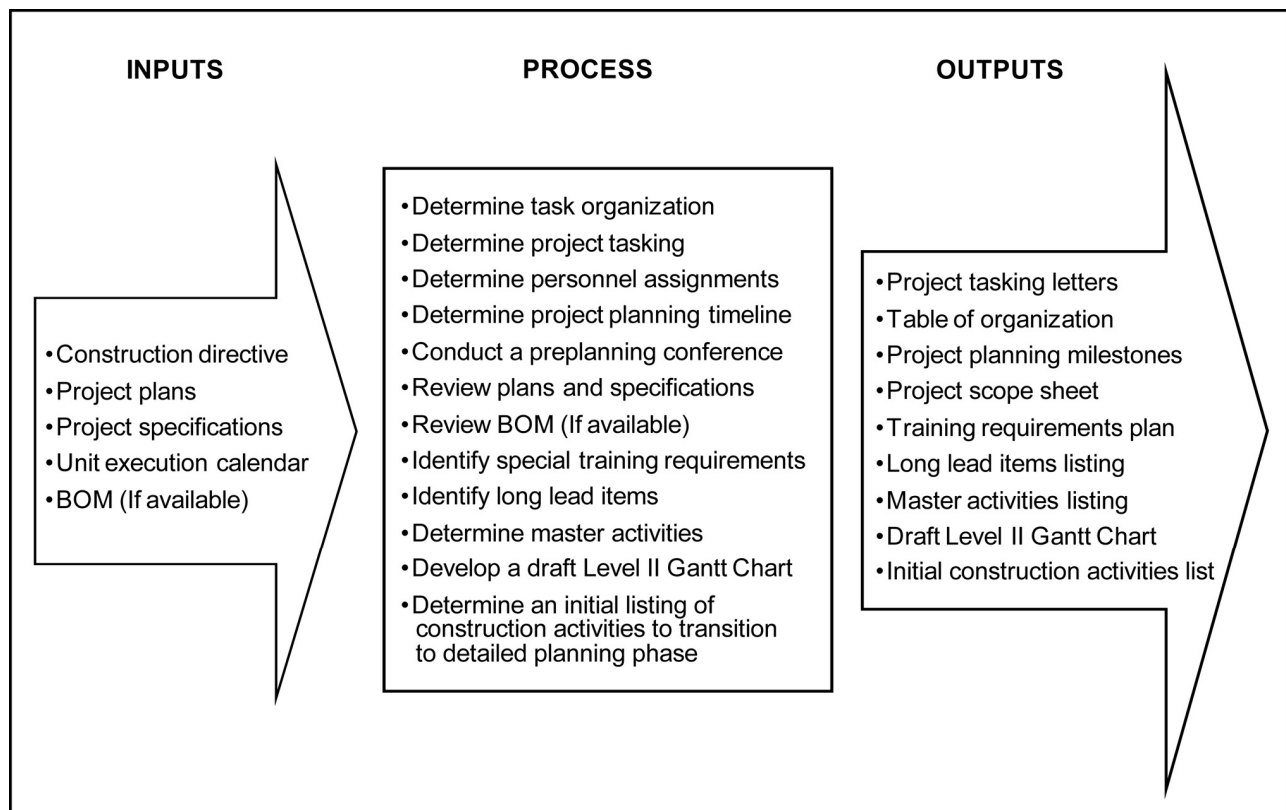 INPUTS
•Construction directive
•Project plans
•Project specifications
•Unit execution calendar
•BOM (If available)
PROCESS
•Determine task organization
•Determine project tasking
•Determine personnel assignments
•Determine project planning timeline
•Conduct a preplanning conference
•Review plans and specifications
•Review BOM (If available)
•Identify special training requirements
•Identify long lead items
•Determine master activities
•Develop a draft Level II Gantt Chart
•Determine an initial listing of
construction activities to transition
to detailed planning phase
OUTPUTS
•Project tasking letters
•Table of organization
•Project planning milestones
•Project scope sheet
•Training requirements plan
•Long lead items listing
•Master activities listing
•Draft Level II Gantt Chart
•Initial construction activities list